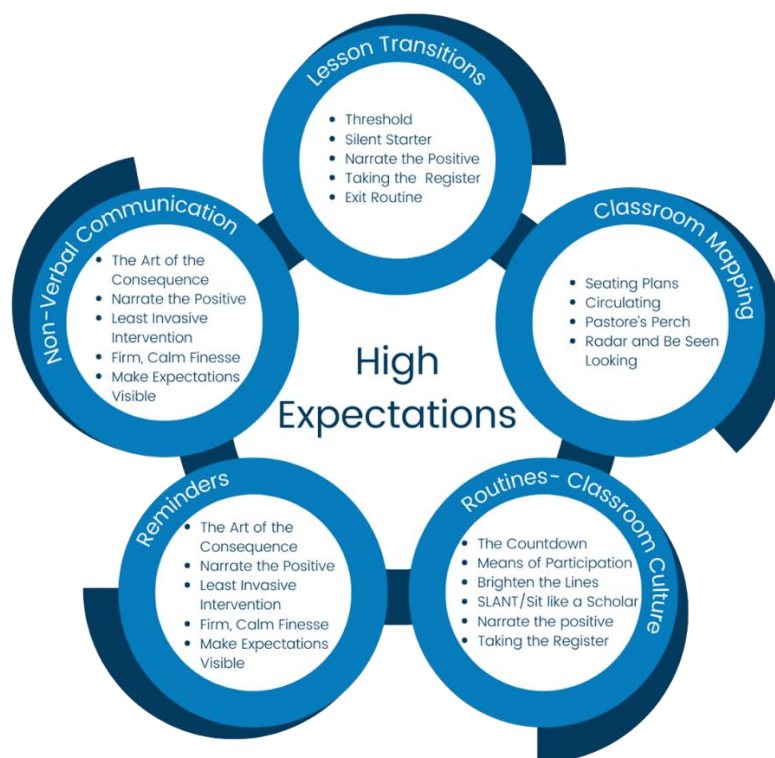 Lesson Transitions
• Threshold
• Silent Starter
• Narrate the Positive
• Taking the Register
• Exit Routine
Non-Verbal Communication
• The Art of the
Consequence
• Narrate the Positive
• Least Invasive
Intervention
• Firm, Calm Finesse
• Make Expectations
Visible
Classroom Mapping
• Seating Plans
• Circulating
• Pastore's Perch
• Radar and Be Seen
Looking
High
Expectations
Reminders
• The Art of the
Consequence
• Narrate the Positive
• Least Invasive
Intervention
• Firm, Calm Finesse
• Make Expectations
Visible
Routines- Classroom Culture
• The Countdown
• Means of Participation
• Brighten the Lines
• SLANT/Sit like a Scholar
• Narrate the positive
• Taking the Register